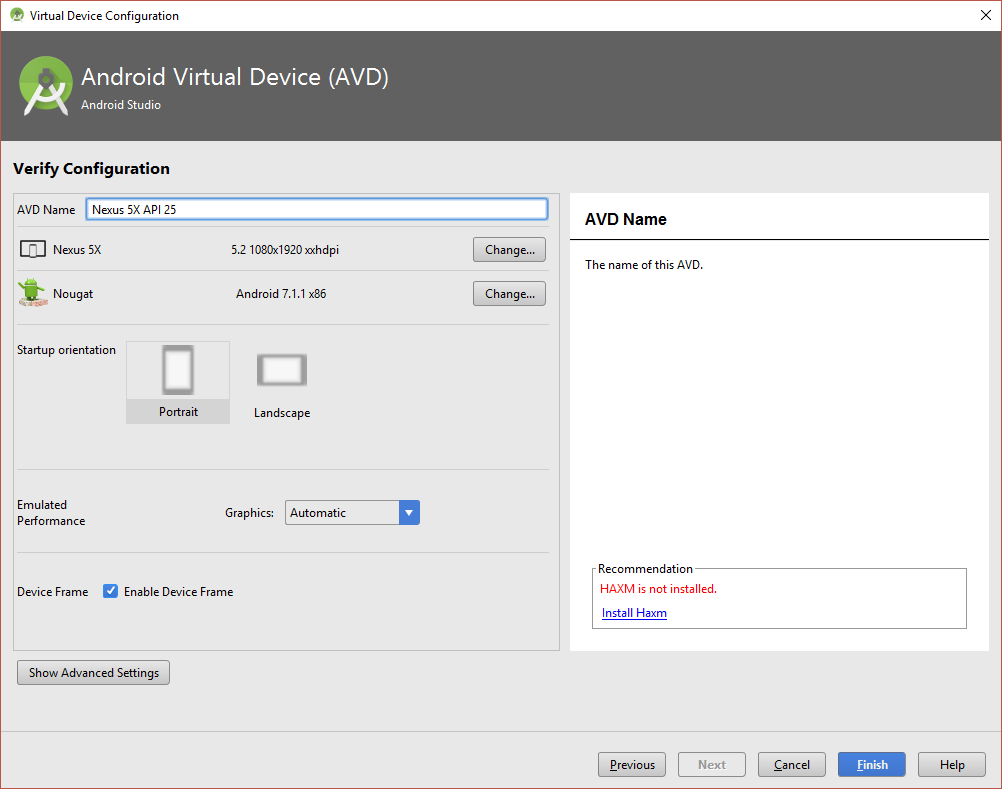 Virtual Device Configuration
Android Virtual Device (AVD)
Android Studio
Verify Configuration
AVD Name Nexus 5X API 25
Nexus 5X 5.2 1080x1920 xxhdpi Change...
Nougat Android 7.1.1 x86 Change...
Startup orientation
Portrait
Landscape
Emulated
Performance
Graphics: Automatic
Device Frame Enable Device Frame
Show Advanced Settings
AVD Name
The name of this AVD.
Recommendation
HAXM is not installed.
Install Haxm
Previous Next Cancel Finish Help